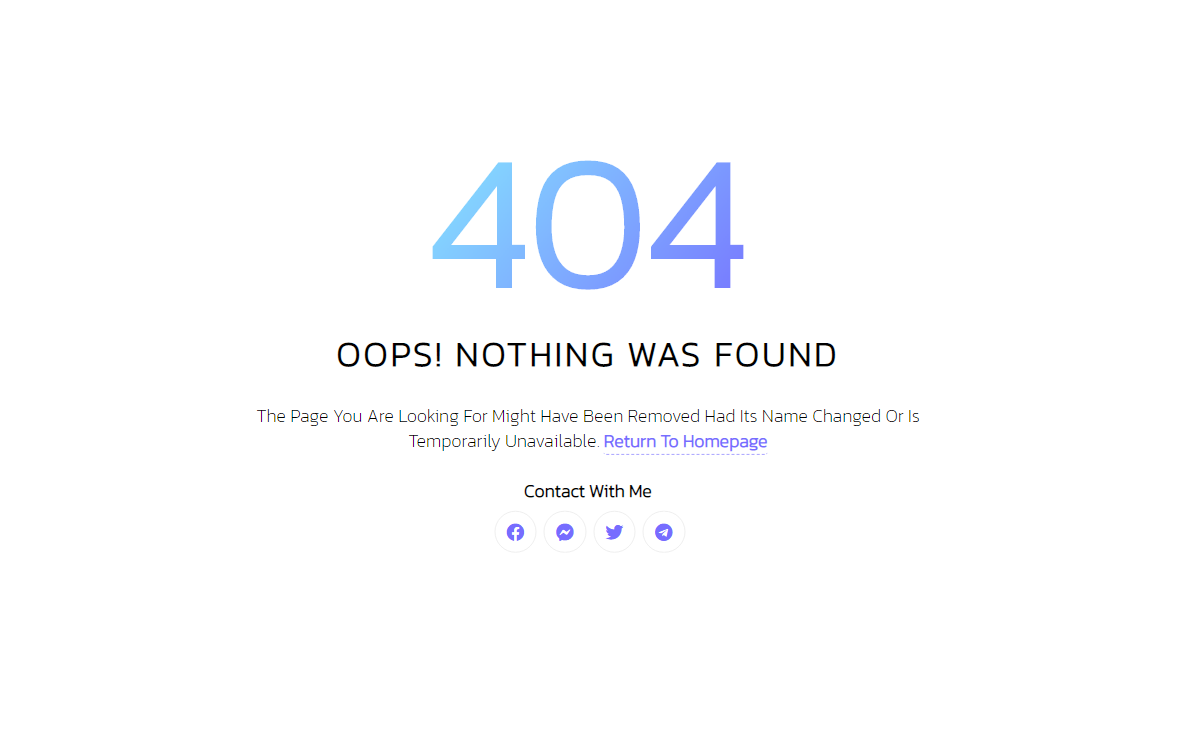 404
OOPS! NOTHING WAS FOUND
The Page You Are Looking For Might Have Been Removed Had Its Name Changed Or Is
Temporarily Unavailable. Return To Homepage
Contact With Me